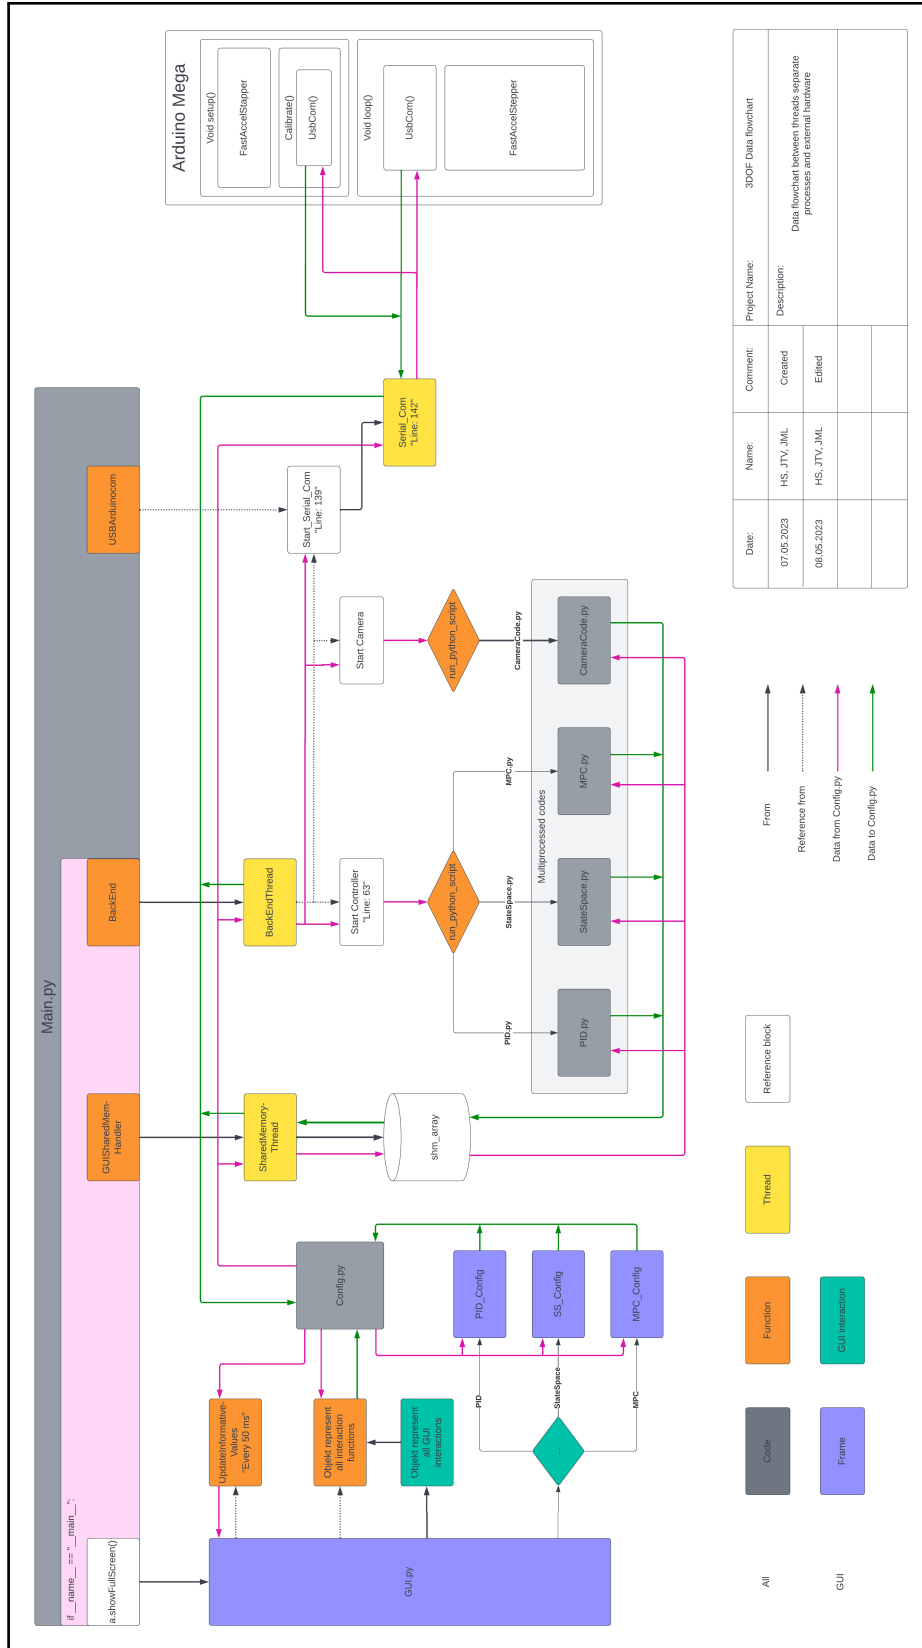 Main.py
if __name__ == "__main__":
a.showFullScreen()
GUISharedMem-
Handler
BackEnd
USBArduinocom
GUI.py
UpdateInformative-
Values
"Every 50 ms"
Objekt represent
all interaction
functions
Objekt represent
all GUI
interactions
...
PID
StateSpace
MPC
Config.py
PID_Config
SS_Config
MPC_Config
SharedMemory-
Thread
shm_array
BackEndThread
Start Controller
"Line: 63"
run_python_script
PID.py
StateSpace.py
MPC.py
Multiprocessed codes
PID.py
StateSpace.py
MPC.py
CameraCode.py
Start Camera
run_python_script
CameraCode.py
Start_Serial_Com
"Line: 139"
Serial_Com
"Line: 142"
Arduino Mega
Void setup()
FastAccelStapper
Calibrate()
UsbCom()
Void loop()
UsbCom()
FastAccelStepper
All
Code
Function
Thread
Reference block
GUI
Frame
GUI interaction
From
Reference from
Data from Config.py
Data to Config.py
Date:
Name:
Comment:
Project Name:
3DOF Data flowchart
07.05.2023
HS, JTV, JML
Created
Description:
Data flowchart between threads separate
processes and external hardware
08.05.2023
HS, JTV, JML
Edited